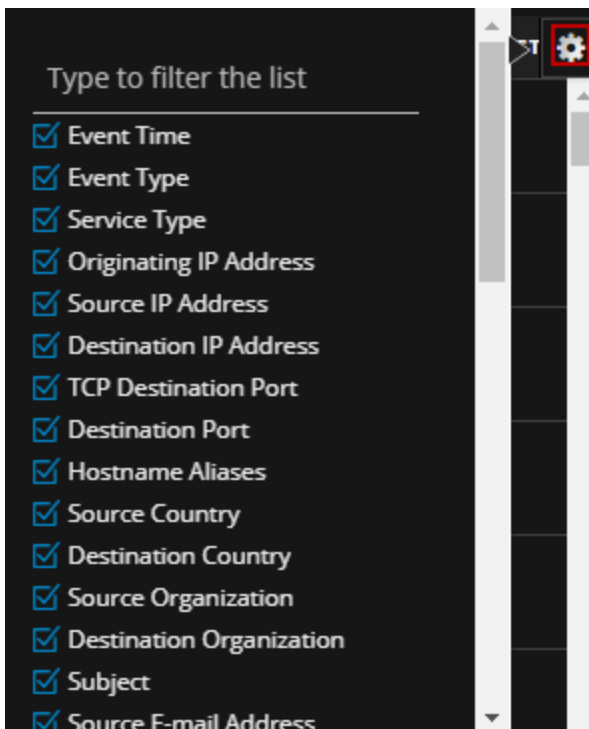 Type to filter the list
Event Time
Event Type
Service Type
Originating IP Address
Source IP Address
Destination IP Address
TCP Destination Port
Destination Port
Hostname Aliases
Source Country
Destination Country
Source Organization
Destination Organization
Subject
Source E-mail Address